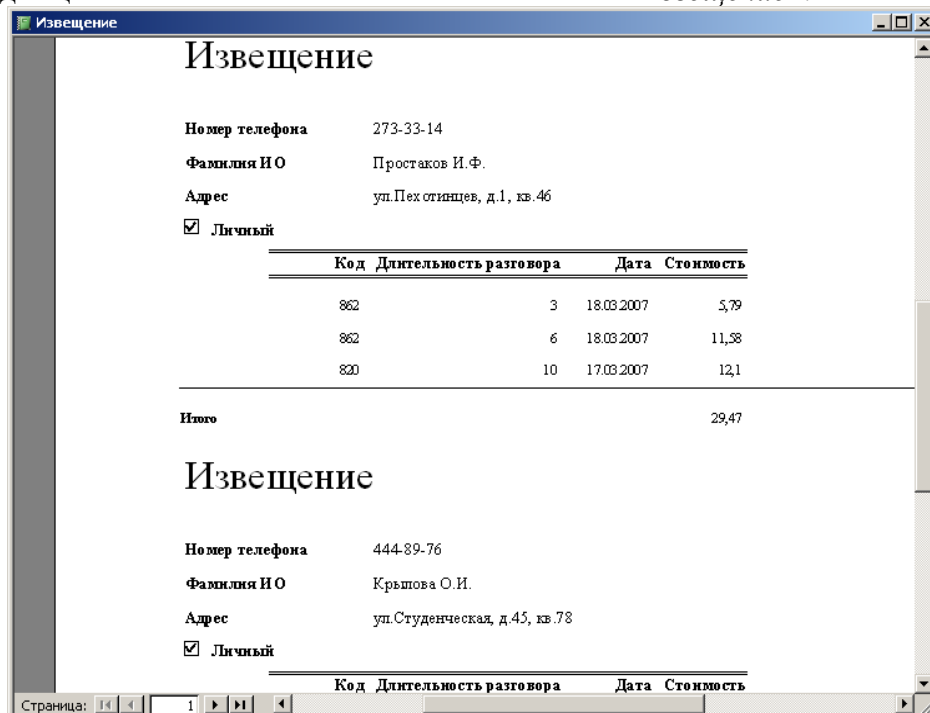 Извещение
Извещение
Номер телефона 273-33-14
Фамилия И О Простаков И.Ф.
Адрес ул.Пехотинцев, д.1, кв.46
Личный
Код Длительность разговора Дата Стоимость
862 3 18.03.2007 5,79
862 6 18.03.2007 11,58
820 10 17.03.2007 12,1
Итого 29,47
Извещение
Номер телефона 444-89-76
Фамилия И О Крылова О.И.
Адрес ул.Студенческая, д.45, кв.78
Личный
Код Длительность разговора Дата Стоимость
Страница: 1